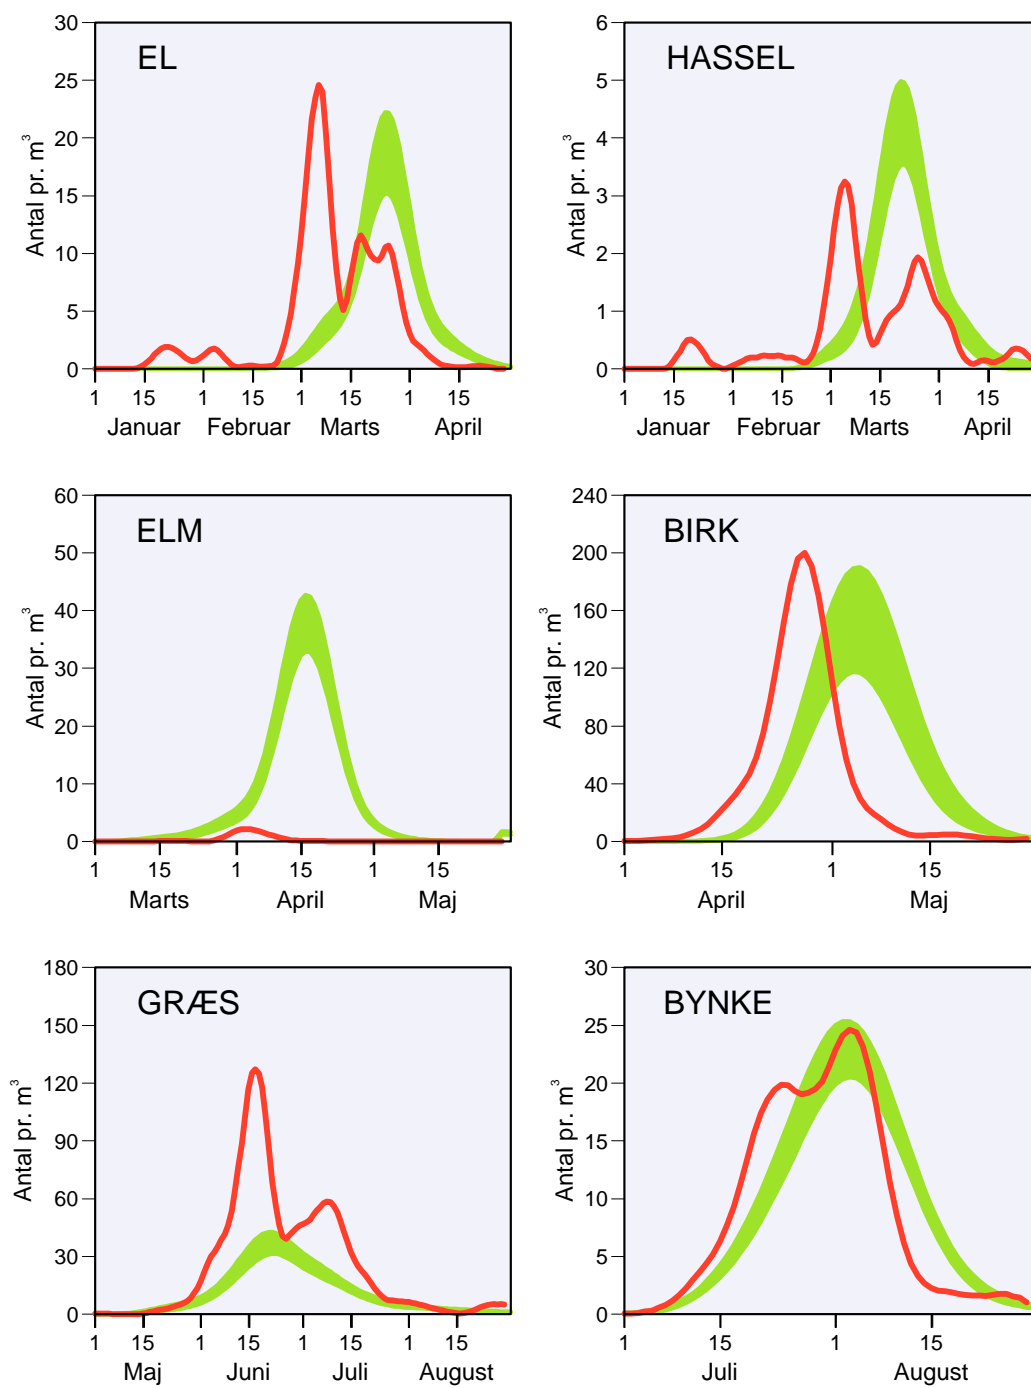 EL
Antal pr. m³
30
25
20
15
10
5
0
1 15 1 15 1 15 1 15
Januar Februar Marts April
HASSEL
Antal pr. m³
6
5
4
3
2
1
0
1 15 1 15 1 15 1 15
Januar Februar Marts April
ELM
Antal pr. m³
60
50
40
30
20
10
0
1 15 1 15 1 15
Marts April Maj
BIRK
Antal pr. m³
240
200
160
120
80
40
0
1 15 1 15
April Maj
GRÆS
Antal pr. m³
180
150
120
90
60
30
0
1 15 1 15 1 15 1 15
Maj Juni Juli August
BYNKE
Antal pr. m³
30
25
20
15
10
5
0
1 15 1 15
Juli August